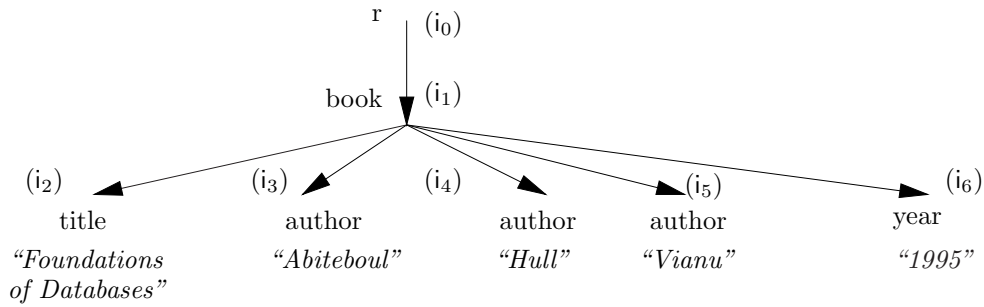 r (i0)
book (i1)
(i2) (i3) (i4) (i5) (i6)
title author author author year
“Foundations “Abiteboul” “Hull” “Vianu” “1995”
of Databases”